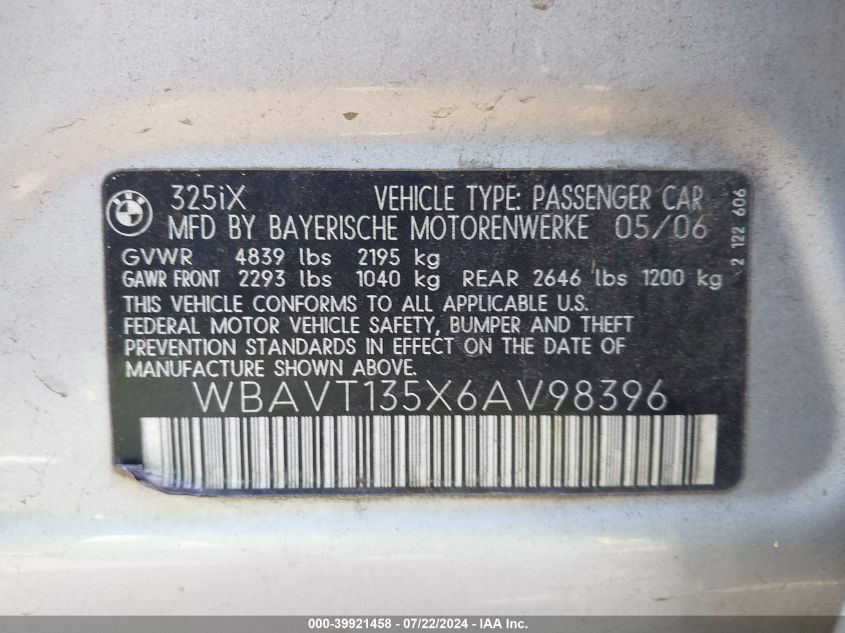 BMW
325iX VEHICLE TYPE: PASSENGER CAR
MFD BY BAYERISCHE MOTORENWERKE 05/06
GVWR 4839 lbs 2195 kg
GAWR FRONT 2293 lbs 1040 kg REAR 2646 lbs 1200 kg
THIS VEHICLE CONFORMS TO ALL APPLICABLE U.S.
FEDERAL MOTOR VEHICLE SAFETY, BUMPER AND THEFT
PREVENTION STANDARDS IN EFFECT ON THE DATE OF
MANUFACTURE SHOWN ABOVE.
WBAVT135X6AV98396
2 122 606
000-39921458 - 07/22/2024 - IAA Inc.